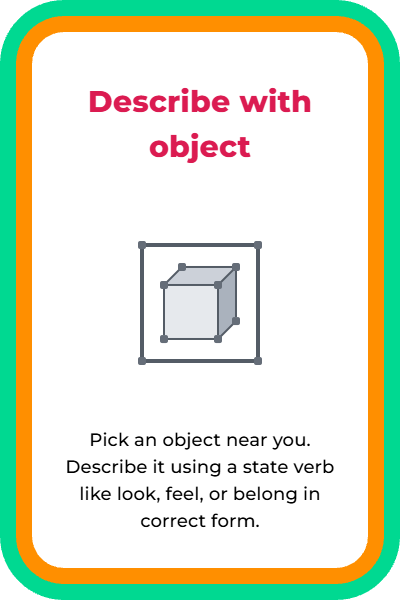 Describe with
object
Pick an object near you.
Describe it using a state verb
like look, feel, or belong in
correct form.